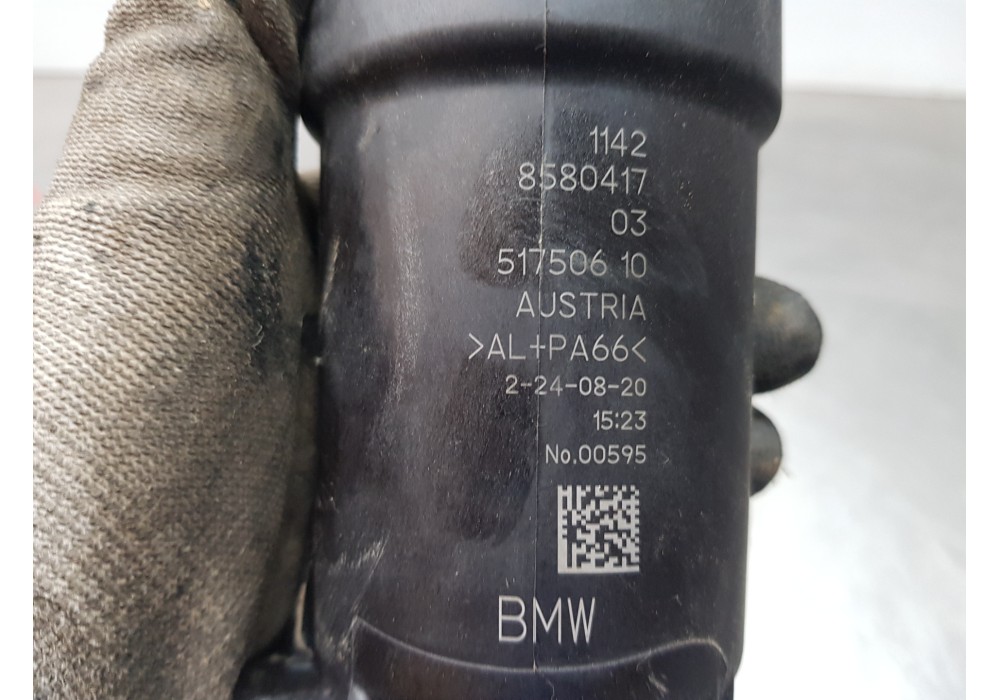 1142
8580417
03
517506 10
AUSTRIA
>AL+PA66<
2-24-08-20
15:23
No.00595
BMW